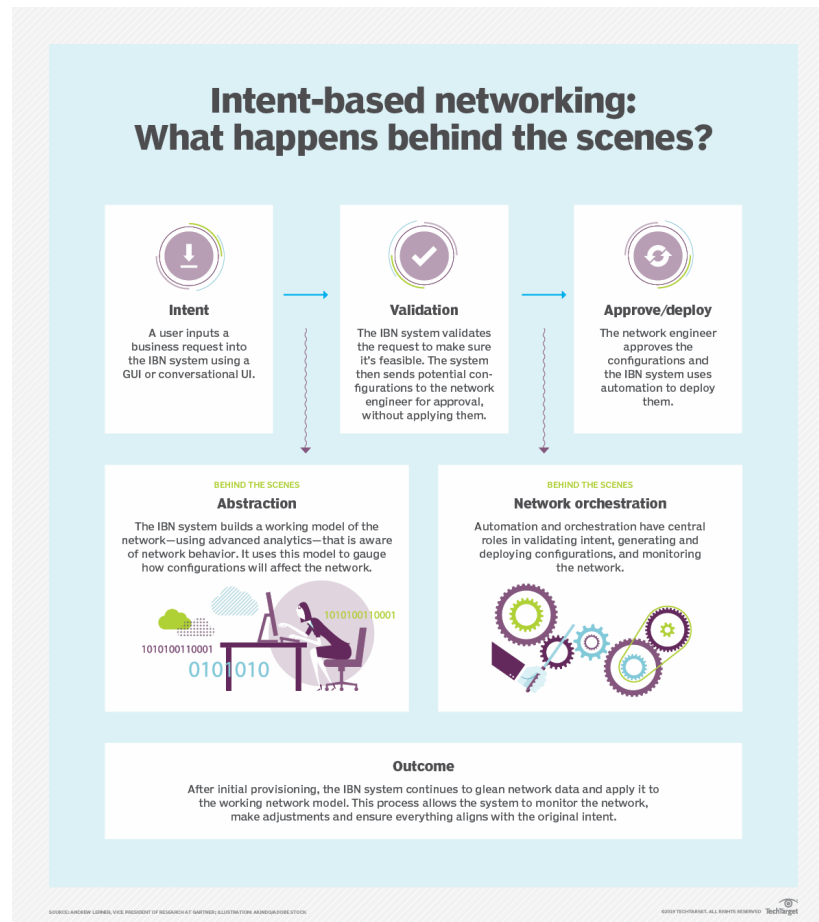 Intent-based networking:
What happens behind the scenes?
Intent
A user inputs a
business request into
the IBN system using a
GUI or conversational UI.
Validation
The IBN system validates
the request to make sure
it's feasible. The system
then sends potential con-
figurations to the network
engineer for approval,
without applying them.
Approve/deploy
The network engineer
approves the
configurations and
the IBN system uses
automation to deploy
them.
BEHIND THE SCENES
Abstraction
The IBN system builds a working model of the
network—using advanced analytics—that is aware
of network behavior. It uses this model to gauge
how configurations will affect the network.
1010100110001
1010100110001
0101010
BEHIND THE SCENES
Network orchestration
Automation and orchestration have central
roles in validating intent, generating and
deploying configurations, and monitoring
the network.
Outcome
After initial provisioning, the IBN system continues to glean network data and apply it to
the working network model. This process allows the system to monitor the network,
make adjustments and ensure everything aligns with the original intent.
SOURCE: ANDREW LERNER, VICE PRESIDENT OF RESEARCH AT GARTNER; ILLUSTRATION: AKINDO/ADOBE STOCK
©2019 TECHTARGET. ALL RIGHTS RESERVED TechTarget